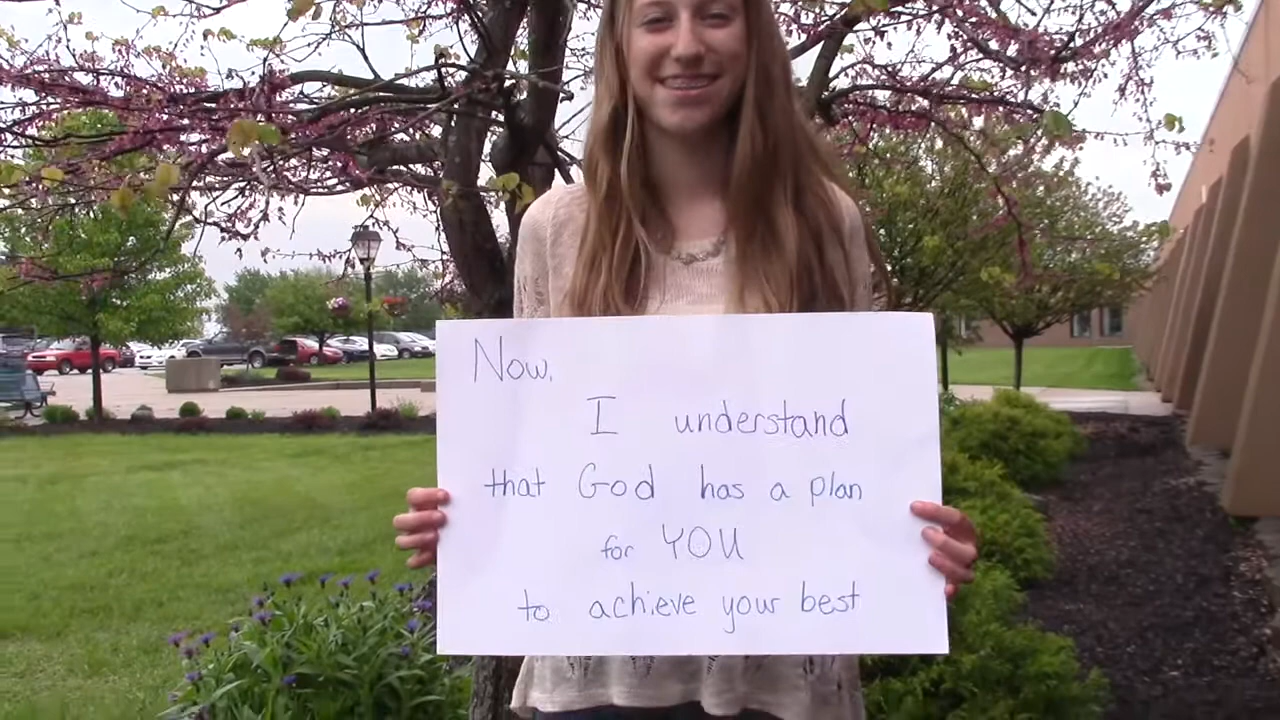 Now,
I understand
that God has a plan
for YOU
to achieve your best